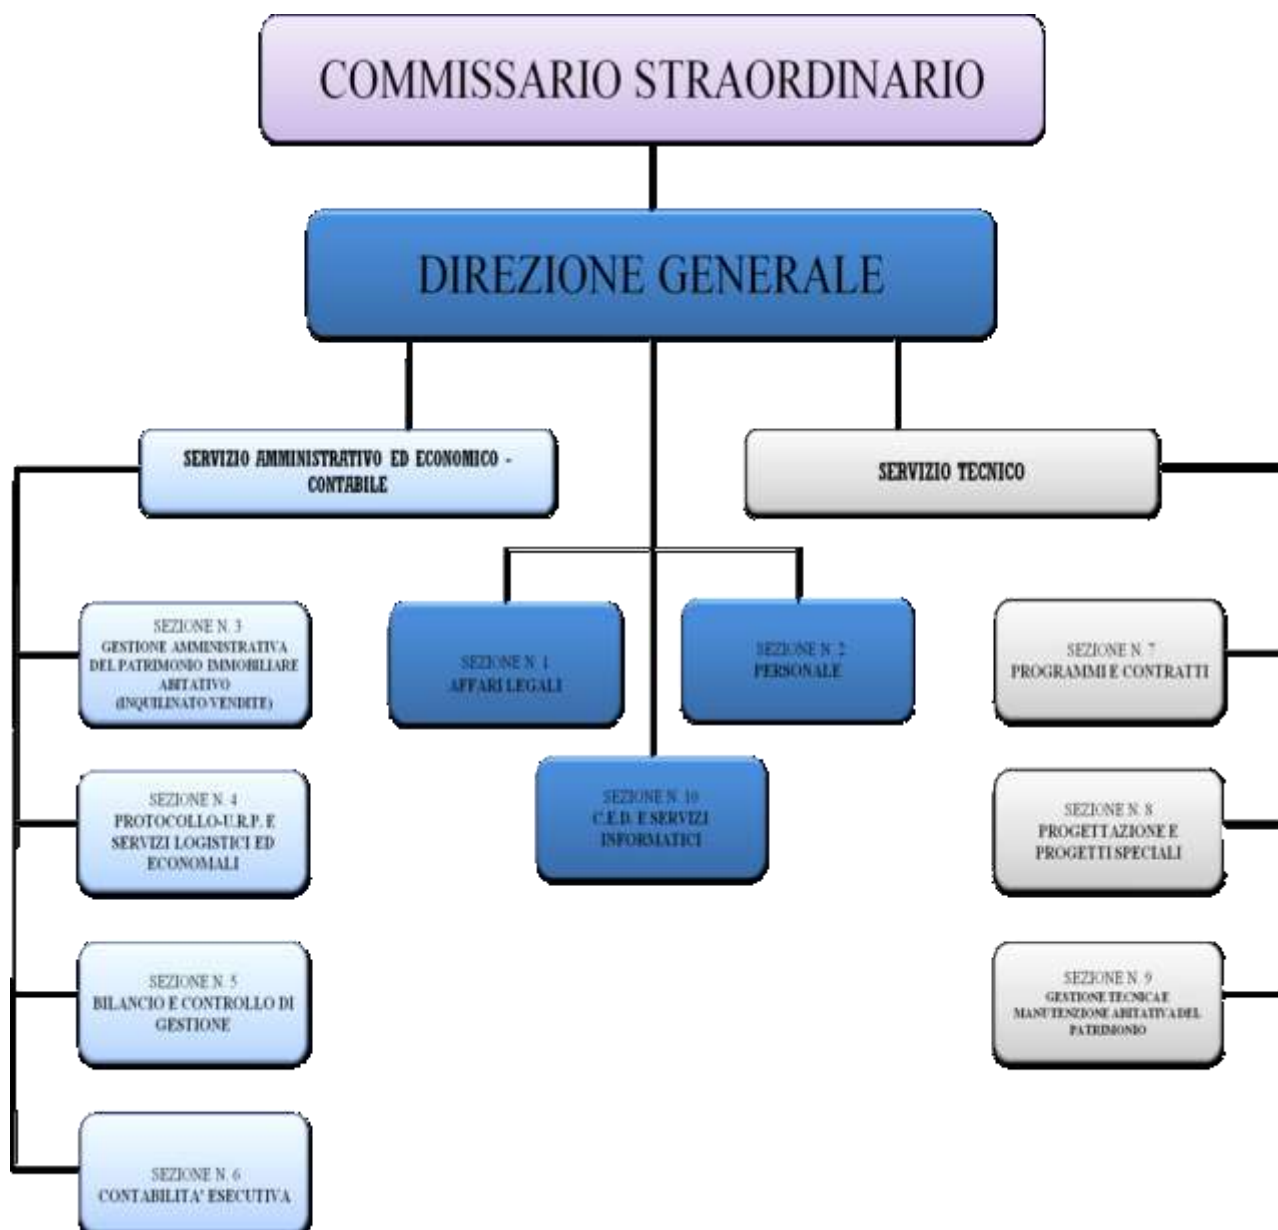 COMMISSARIO STRAORDINARIO
DIREZIONE GENERALE
SERVIZIO AMMINISTRATIVO ED ECONOMICO -
CONTABILE
SERVIZIO TECNICO
SEZIONE N. 3
GESTIONE AMMINISTRATIVA
DEL PATRIMONIO IMMOBILIARE
ABITATIVO
(INQUILINATO VENDITE)
SEZIONE N. 1
AFFARI LEGALI
SEZIONE N. 2
PERSONALE
SEZIONE N. 7
PROGRAMMI E CONTRATTI
SEZIONE N. 4
PROTOCOLLO-U.R.P. E
SERVIZI LOGISTICI ED
ECONOMALI
SEZIONE N. 10
C.E.D. E SERVIZI
INFORMATICI
SEZIONE N. 8
PROGETTAZIONE E
PROGETTI SPECIALI
SEZIONE N. 5
BILANCIO E CONTROLLO DI
GESTIONE
SEZIONE N. 9
GESTIONE TECNICA E
MANUTENZIONE ABITATIVA DEL
PATRIMONIO
SEZIONE N. 6
CONTABILITA' ESECUTIVA